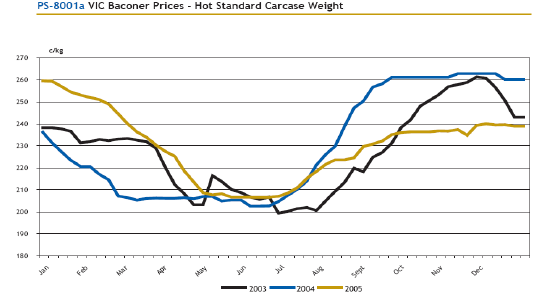 PS-8001a VIC Baconer Prices - Hot Standard Carcase Weight
c/kg
270
260
250
240
230
220
210
200
190
180
Jan Feb Mar Apr May Jun Jul Aug Sept Oct Nov Dec
2003 2004 2005